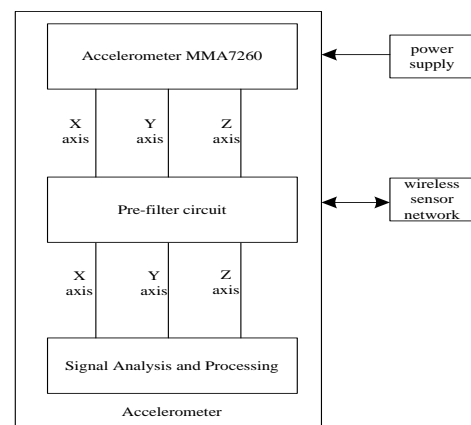 Accelerometer MMA7260
power
supply
X
axis
Y
axis
Z
axis
Pre-filter circuit
wireless
sensor
network
X
axis
Y
axis
Z
axis
Signal Analysis and Processing
Accelerometer